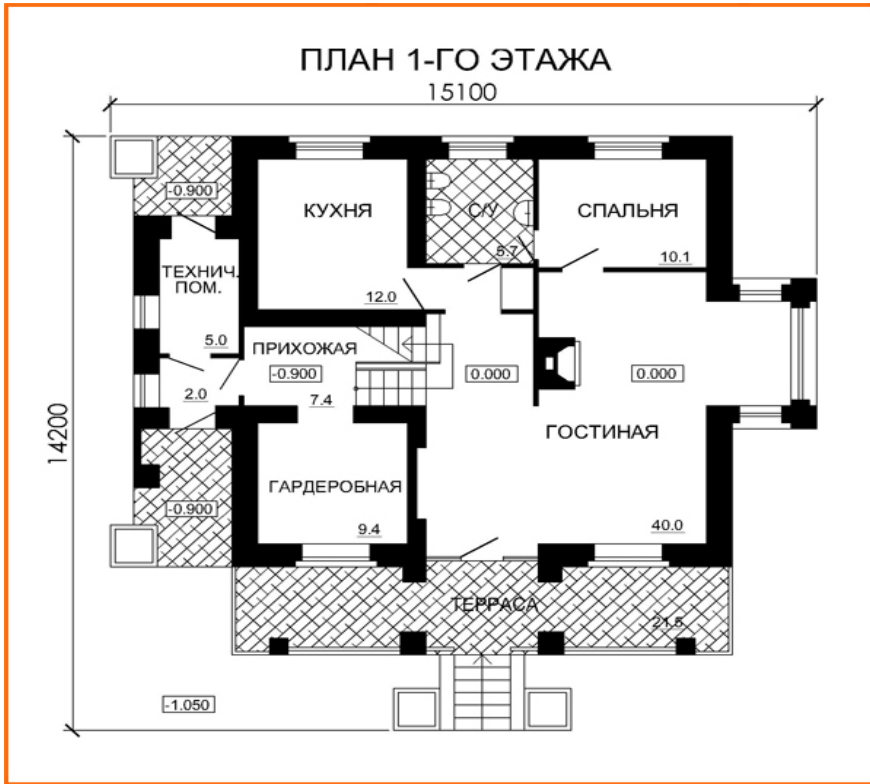 ПЛАН 1-ГО ЭТАЖА
15100
14200
-0.900
КУХНЯ
С/У
СПАЛЬНЯ
5.7
10.1
ТЕХНИЧ.
ПОМ.
12.0
5.0
ПРИХОЖАЯ
-0.900
0.000
0.000
2.0
7.4
ГОСТИНАЯ
ГАРДЕРОБНАЯ
-0.900
9.4
40.0
ТЕРРАСА
21.5
-1.050